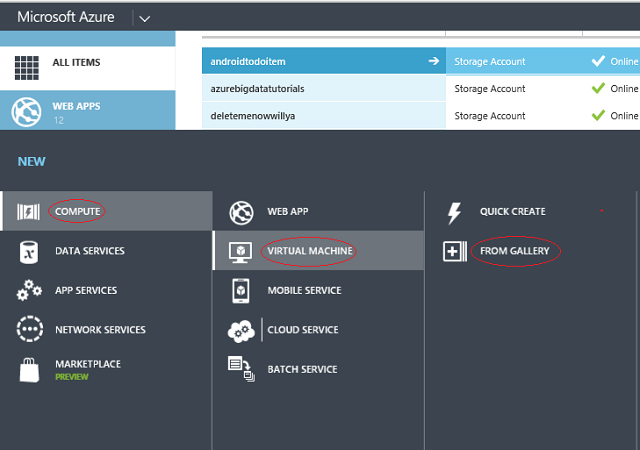 Microsoft Azure
ALL ITEMS
WEB APPS
12
androidtodoitem Storage Account Online
azurebigdatatutorials Storage Account Online
deletemenowwillya Storage Account Online
NEW
COMPUTE
DATA SERVICES
APP SERVICES
NETWORK SERVICES
MARKETPLACE
PREVIEW
WEB APP
VIRTUAL MACHINE
MOBILE SERVICE
CLOUD SERVICE
BATCH SERVICE
QUICK CREATE
FROM GALLERY